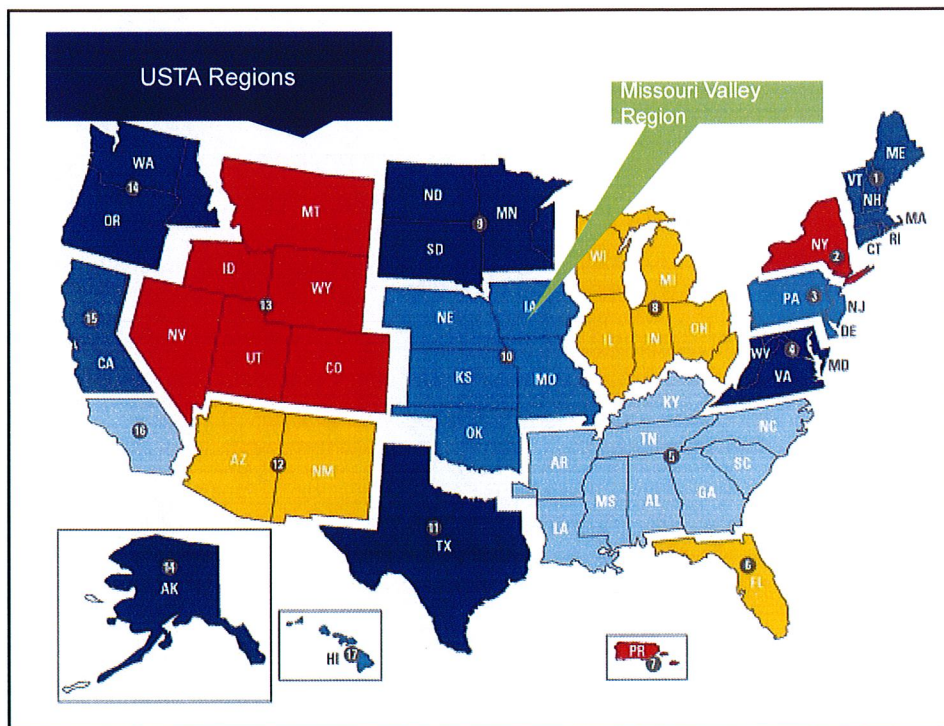 USTA Regions
Missouri Valley
Region
WA
14
OR
MT
ID
13
WY
NV
UT
CO
15
CA
16
AZ
12
NM
ND
MN
9
SD
NE
IA
10
KS
MO
OK
11
TX
WI
MI
8
IL
IN
OH
KY
TN
NC
5
AR
SC
MS
AL
GA
LA
6
FL
ME
VT
1
NH
MA
RI
CT
NY
2
PA
3
NJ
DE
WV
4
MD
VA
14
AK
HI
17
PR
7